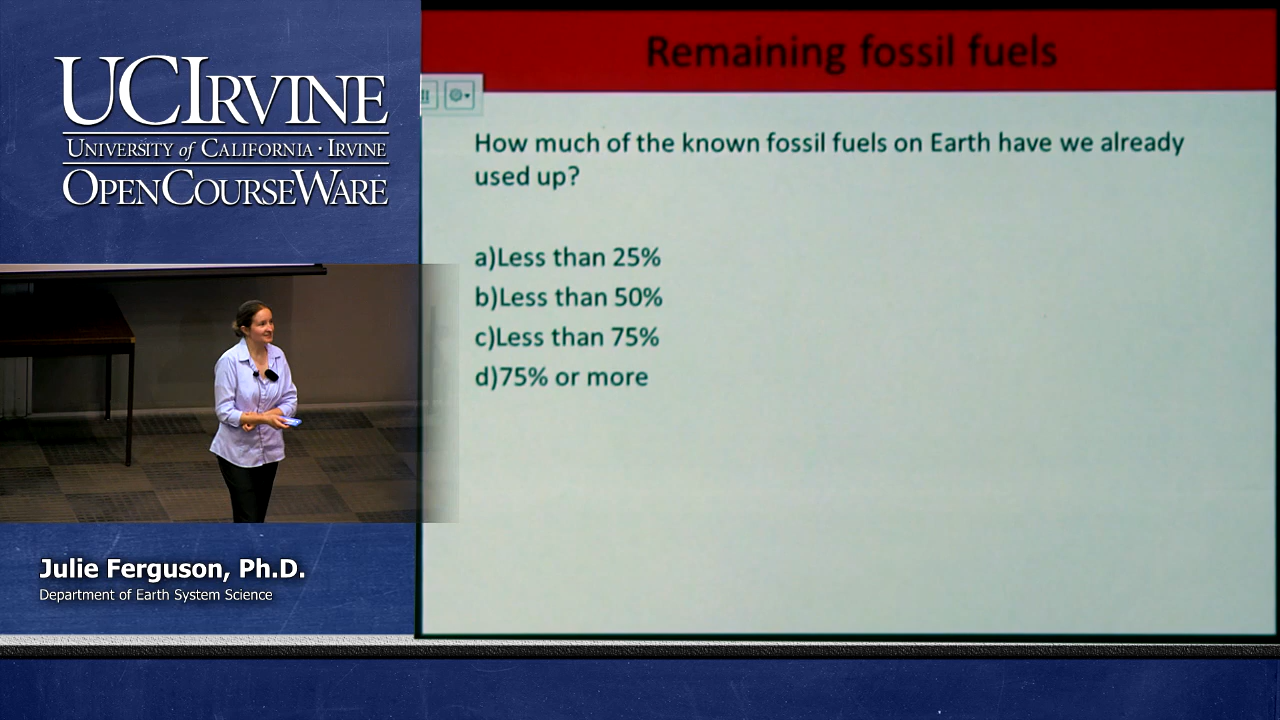 UCIRVINE
UNIVERSITY of CALIFORNIA · IRVINE
OPENCOURSEWARE
Remaining fossil fuels
How much of the known fossil fuels on Earth have we already
used up?
a)Less than 25%
b)Less than 50%
c)Less than 75%
d)75% or more
Julie Ferguson, Ph.D.
Department of Earth System Science